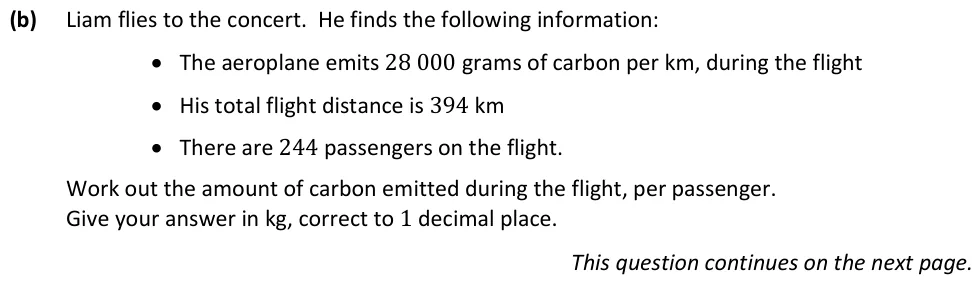 (b) Liam flies to the concert. He finds the following information:
• The aeroplane emits 28 000 grams of carbon per km, during the flight
• His total flight distance is 394 km
• There are 244 passengers on the flight.
Work out the amount of carbon emitted during the flight, per passenger.
Give your answer in kg, correct to 1 decimal place.
This question continues on the next page.